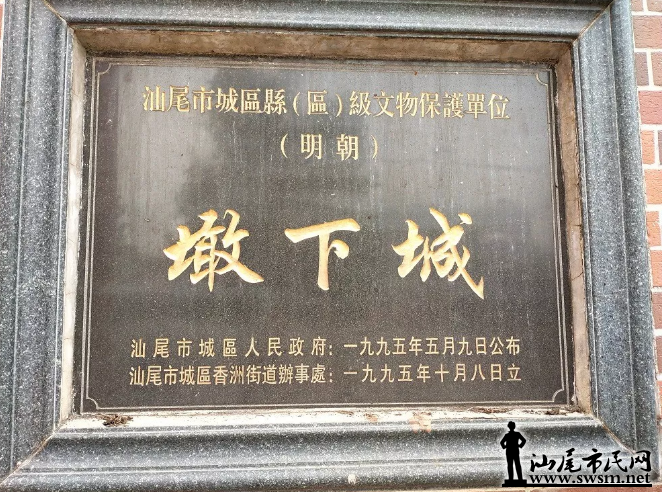 汕尾市城區縣（區）級文物保護單位
（明朝）
墩下城
汕尾市城區人民政府：一九九五年五月九日公布
汕尾市城區香洲街道辦事處：一九九五年十月八日立
汕尾市民网
www.swsm.net